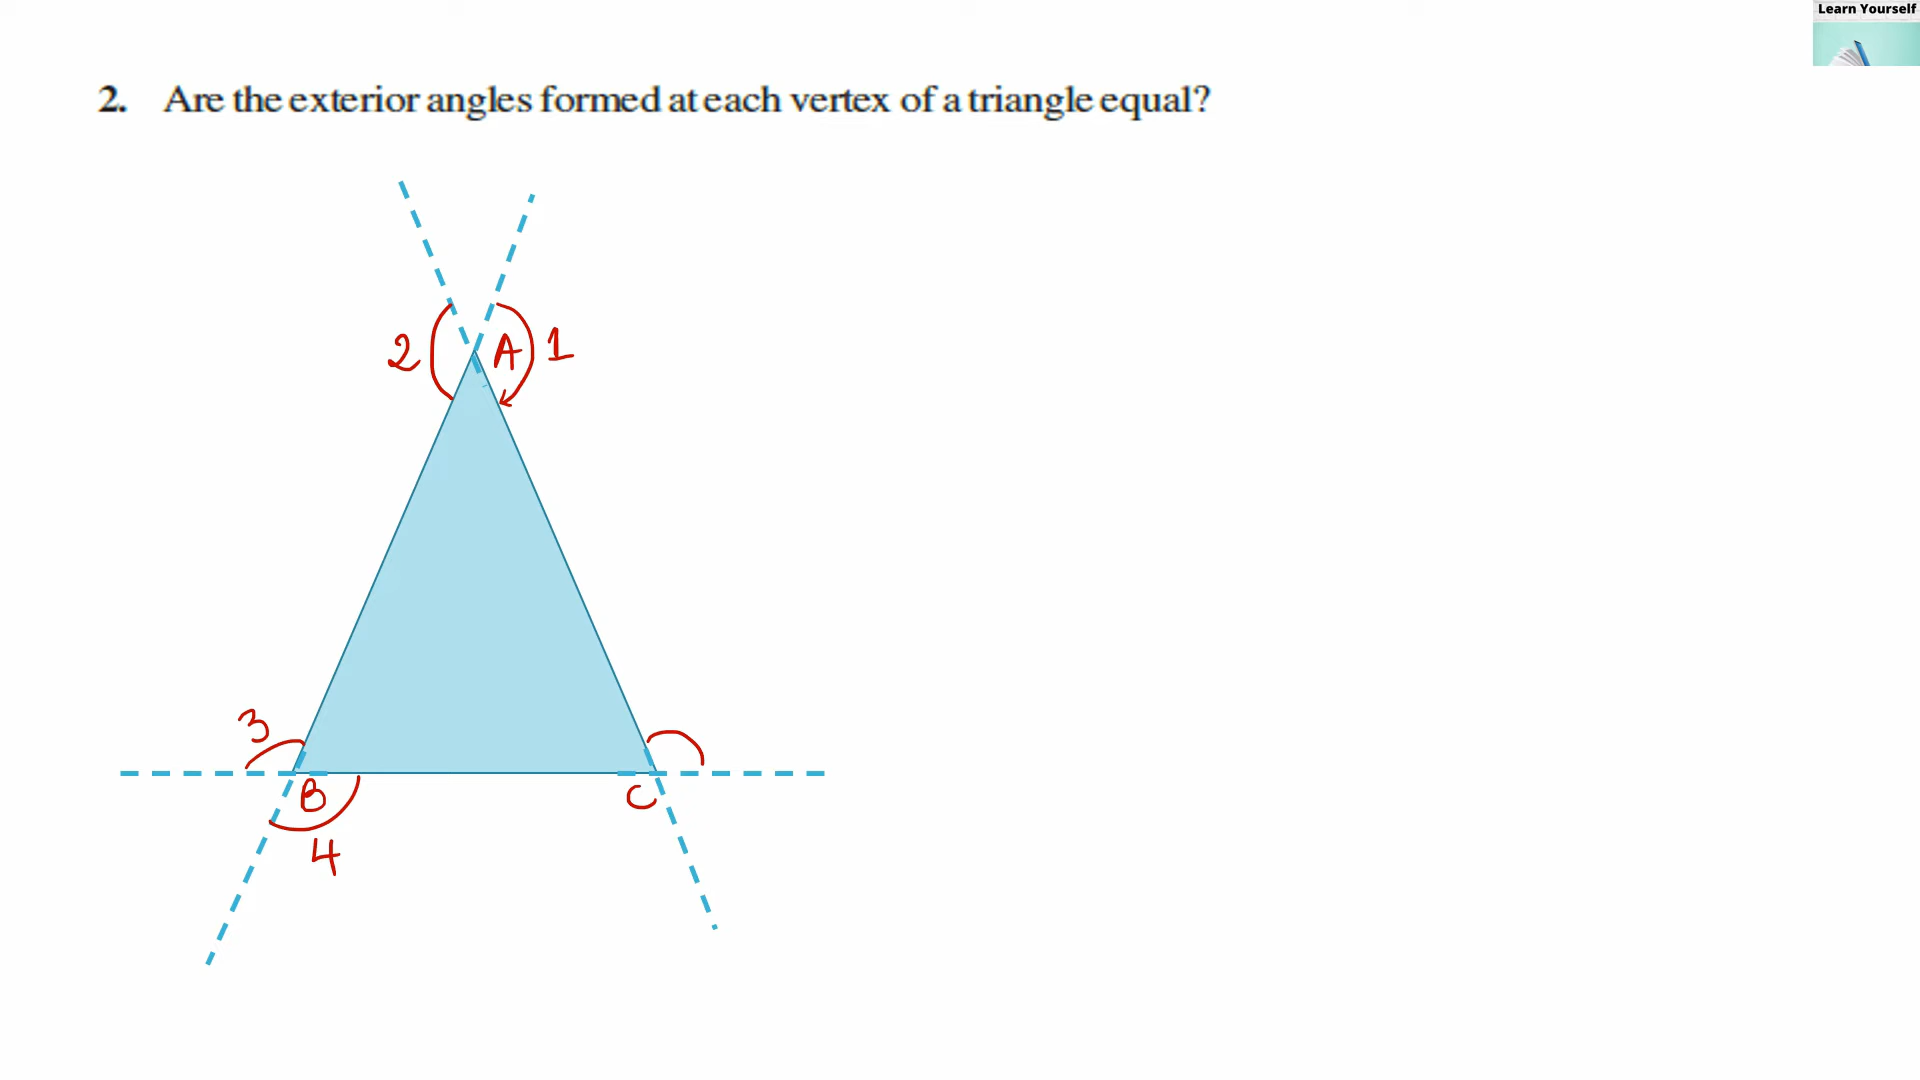 Learn Yourself
2. Are the exterior angles formed at each vertex of a triangle equal?
2 A 1
3
B C
4